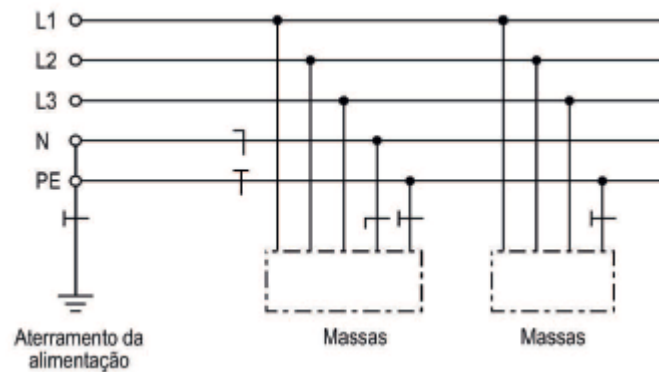 L1
L2
L3
N
PE
Aterramento da
alimentação
Massas
Massas